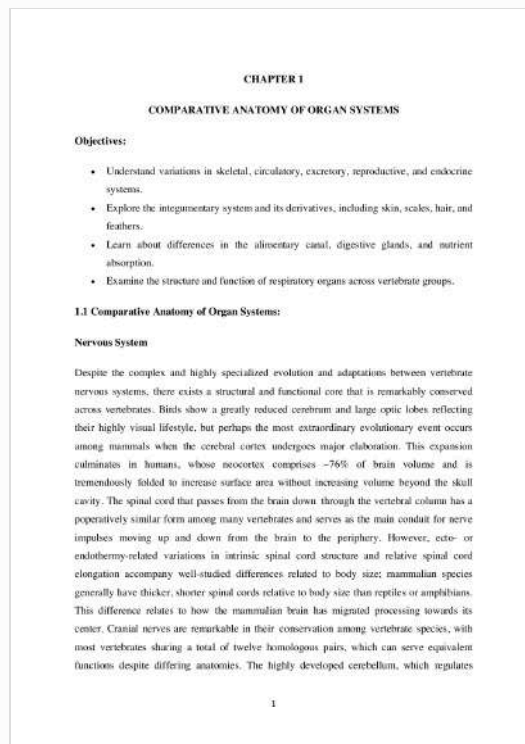 CHAPTER 1
COMPARATIVE ANATOMY OF ORGAN SYSTEMS
Objectives:
• Understand variations in skeletal, circulatory, excretory, reproductive, and endocrine
systems.
• Explore the integumentary system and its derivatives, including skin, scales, hair, and
feathers.
• Learn about differences in the alimentary canal, digestive glands, and nutrient
absorption.
• Examine the structure and function of respiratory organs across vertebrate groups.
1.1 Comparative Anatomy of Organ Systems:
Nervous System
Despite the complex and highly specialized evolution and adaptations between vertebrate
nervous systems, there exists a structural and functional core that is remarkably conserved
across vertebrates. Birds show a greatly reduced cerebrum and large optic lobes reflecting
their highly visual lifestyle, but perhaps the most extraordinary evolutionary event occurs
among mammals when the cerebral cortex undergoes major elaboration. This expansion
culminates in humans, whose neocortex comprises ~76% of brain volume and is
tremendously folded to increase surface area without increasing volume beyond the skull
cavity. The spinal cord that passes from the brain down through the vertebral column has a
poperatively similar form among many vertebrates and serves as the main conduit for nerve
impulses moving up and down from the brain to the periphery. However, ecto- or
endothermy-related variations in intrinsic spinal cord structure and relative spinal cord
elongation accompany well-studied differences related to body size; mammalian species
generally have thicker, shorter spinal cords relative to body size than reptiles or amphibians.
This difference relates to how the mammalian brain has migrated processing towards its
center. Cranial nerves are remarkable in their conservation among vertebrate species, with
most vertebrates sharing a total of twelve homologous pairs, which can serve equivalent
functions despite differing anatomies. The highly developed cerebellum, which regulates
1